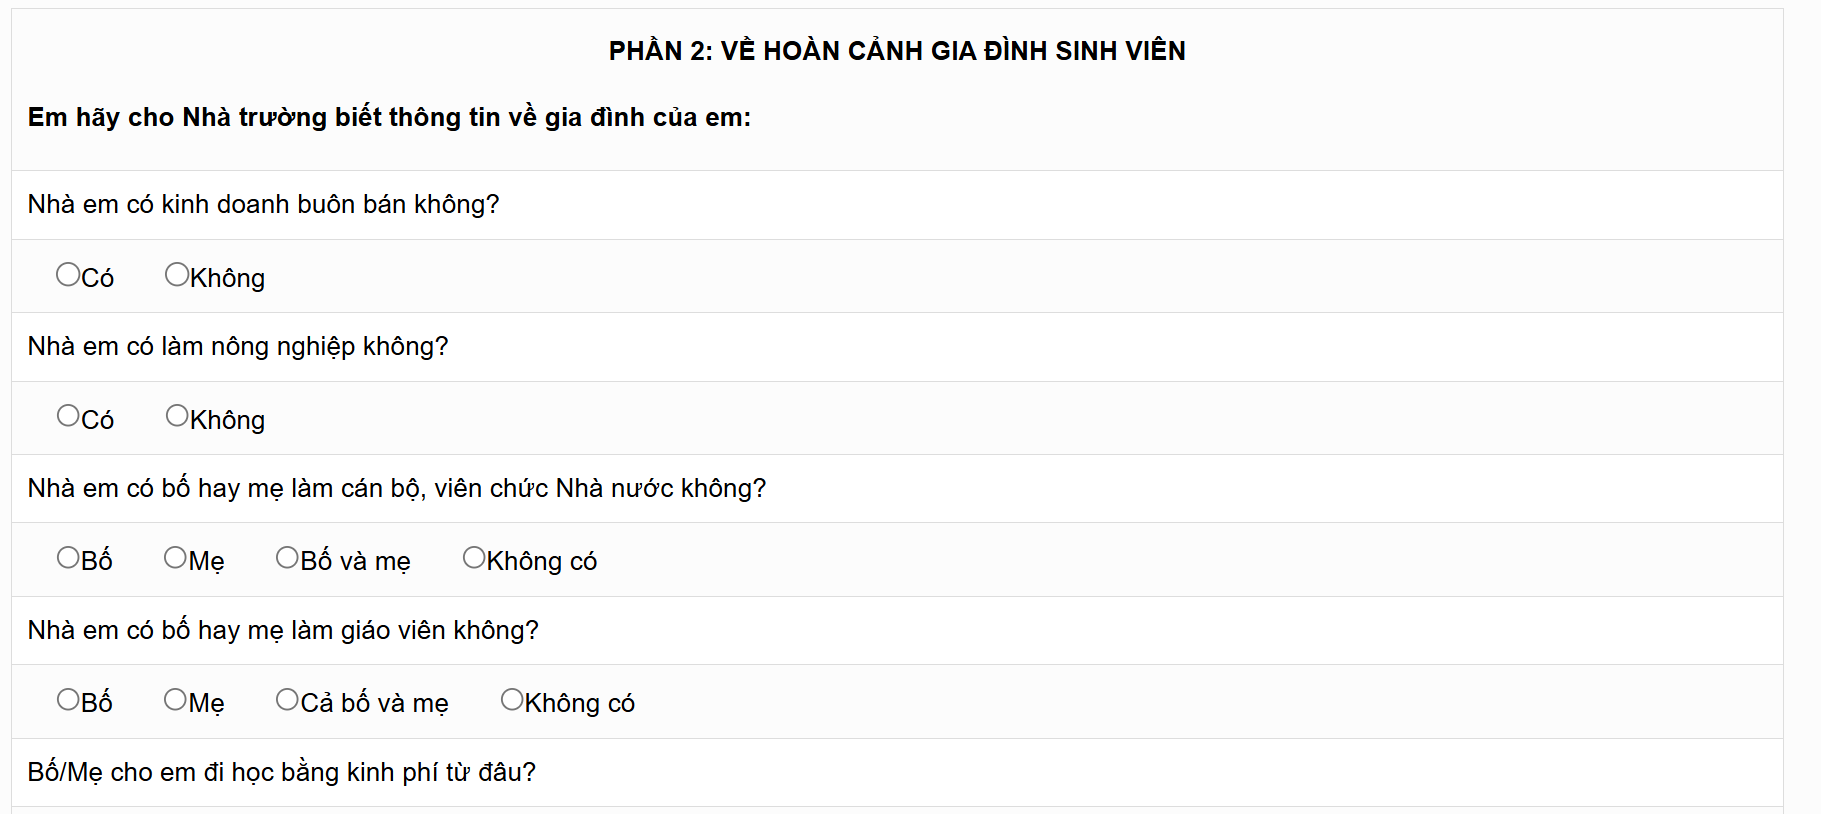 PHẦN 2: VỀ HOÀN CẢNH GIA ĐÌNH SINH VIÊN
Em hãy cho Nhà trường biết thông tin về gia đình của em:
Nhà em có kinh doanh buôn bán không?
Có Không
Nhà em có làm nông nghiệp không?
Có Không
Nhà em có bố hay mẹ làm cán bộ, viên chức Nhà nước không?
Bố Mẹ Bố và mẹ Không có
Nhà em có bố hay mẹ làm giáo viên không?
Bố Mẹ Cả bố và mẹ Không có
Bố/Mẹ cho em đi học bằng kinh phí từ đâu?